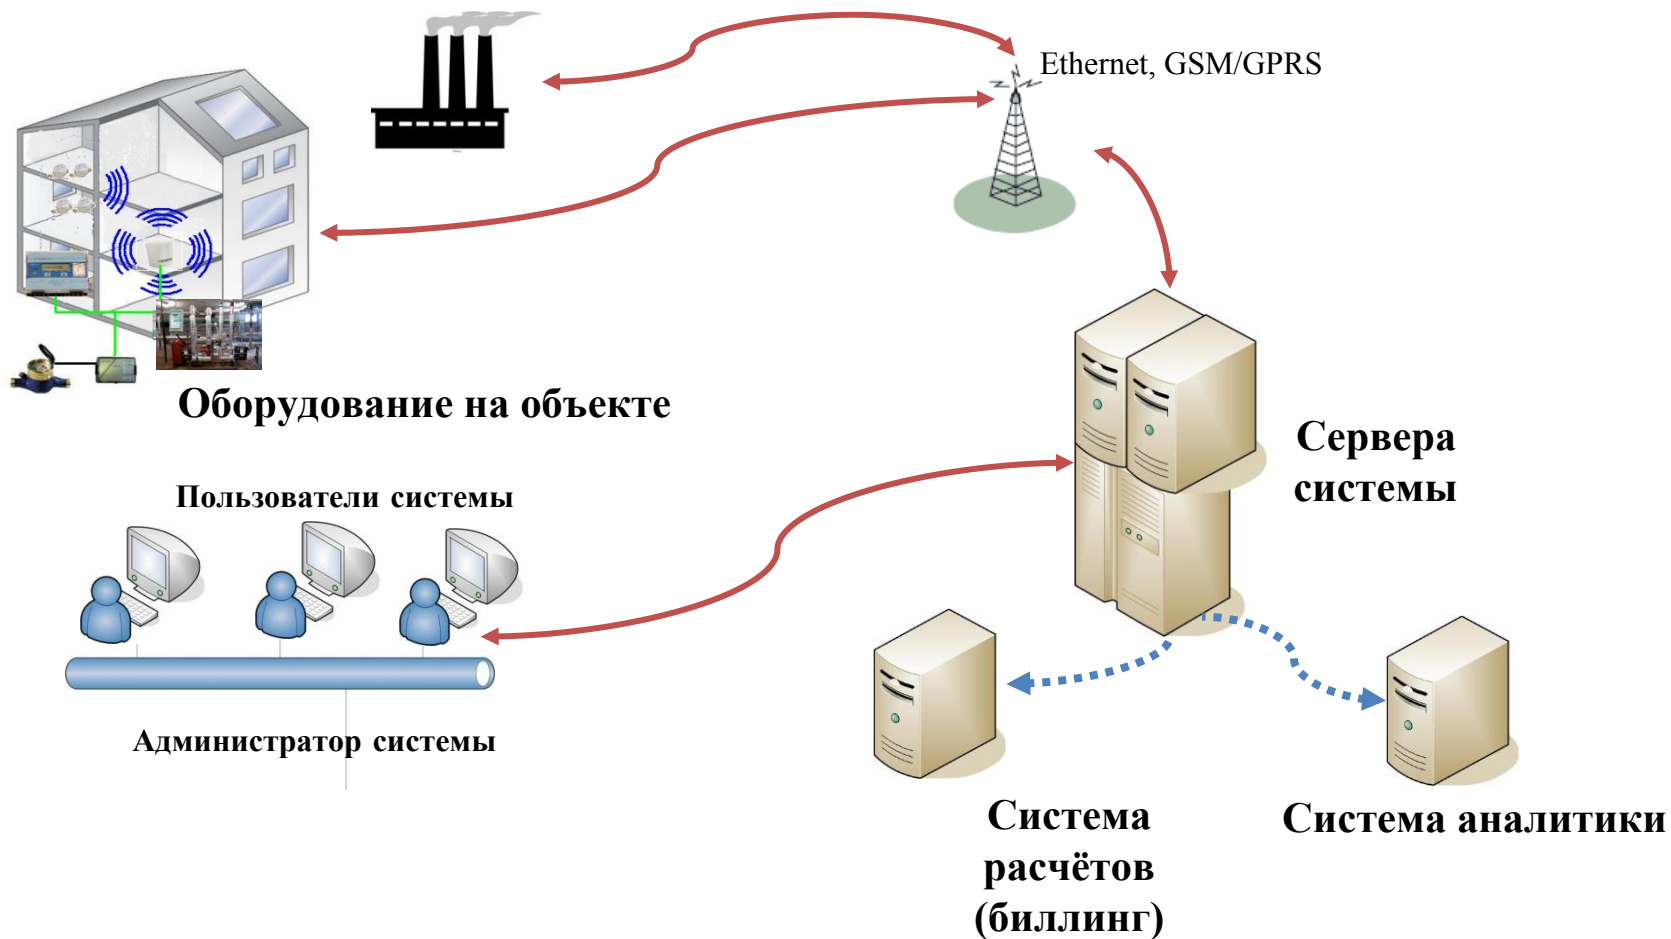 Ethernet, GSM/GPRS
Оборудование на объекте
Сервера
системы
Пользователи системы
Администратор системы
Система
расчётов
(биллинг)
Система аналитики